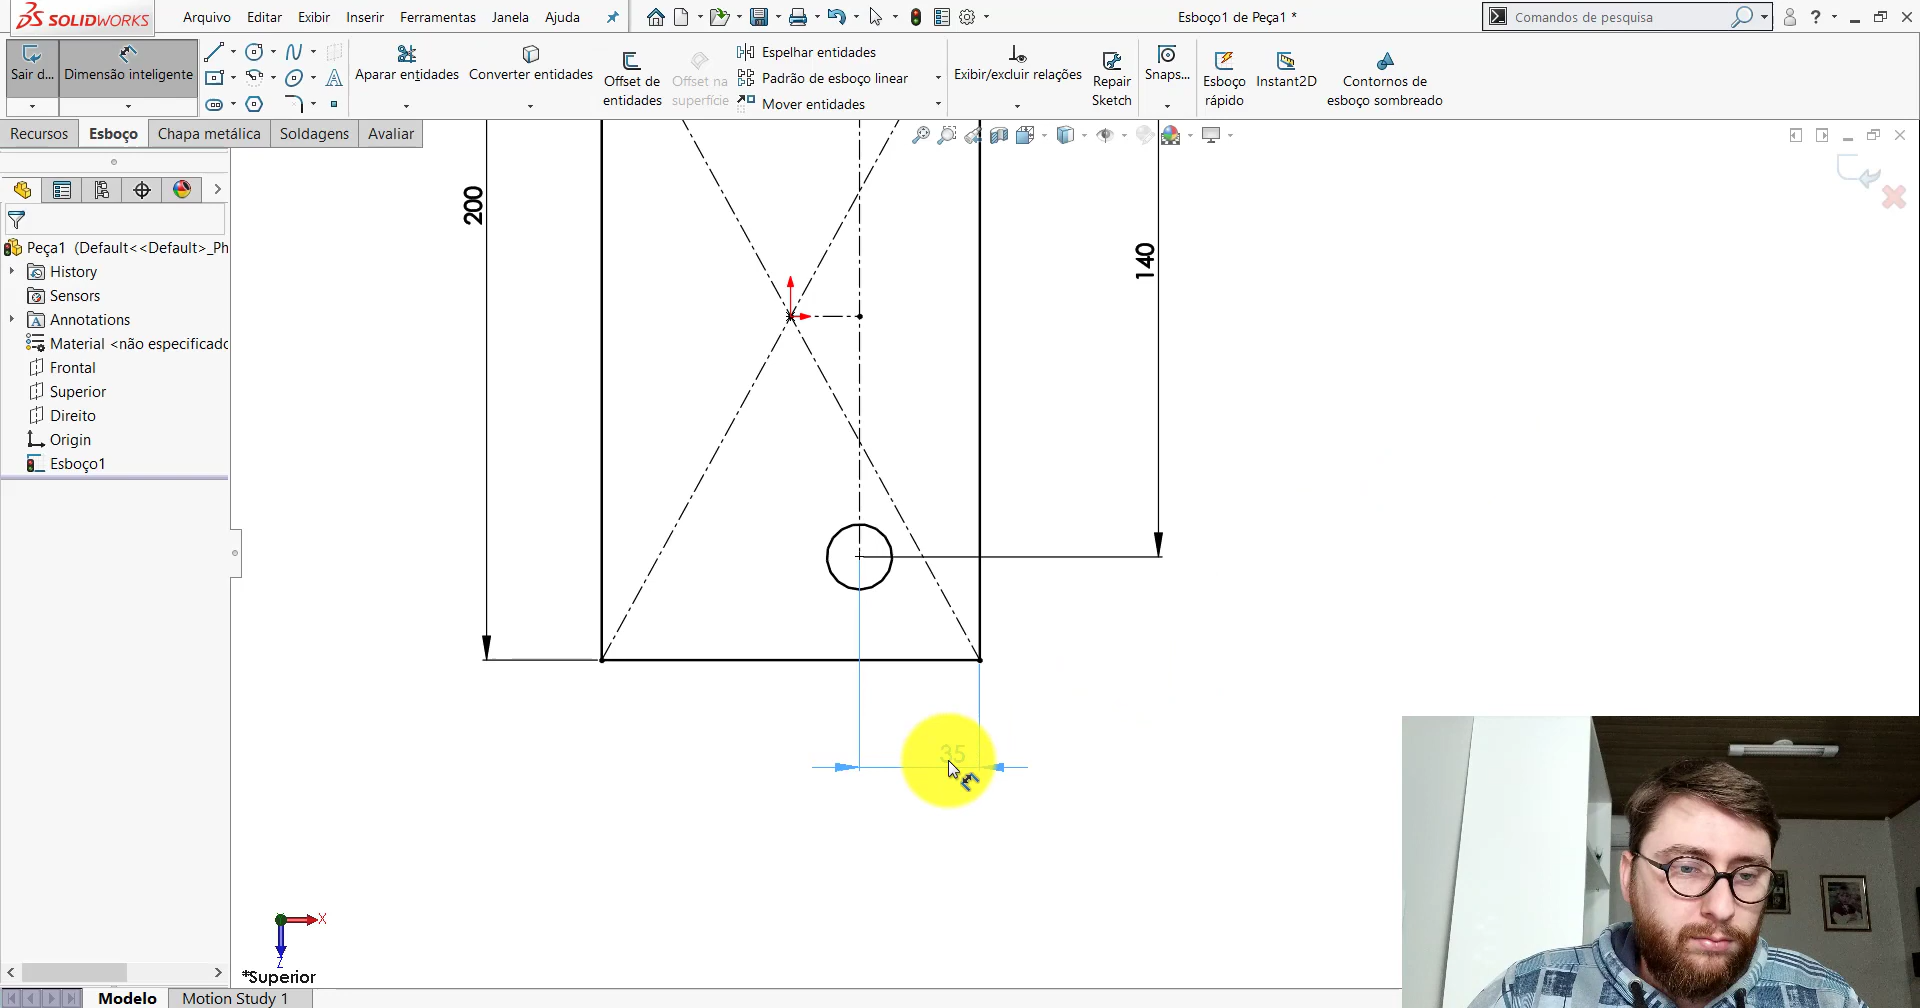 SOLIDWORKS
Arquivo Editar Exibir Inserir Ferramentas Janela Ajuda
Esboço1 de Peça1 *
Comandos de pesquisa
?
Sair d...
Dimensão inteligente
Aparar entidades
Converter entidades
Offset de
entidades
Offset na
superfície
Espelhar entidades
Padrão de esboço linear
Mover entidades
Exibir/excluir relações
Repair
Sketch
Snaps...
Esboço
rápido
Instant2D
Contornos de
esboço sombreado
Recursos Esboço Chapa metálica Soldagens Avaliar
Peça1 (Default<<Default>_Ph
History
Sensors
Annotations
Material <não especificado
Frontal
Superior
Direito
Origin
Esboço1
200
140
35
X
Z
*Superior
Modelo Motion Study 1